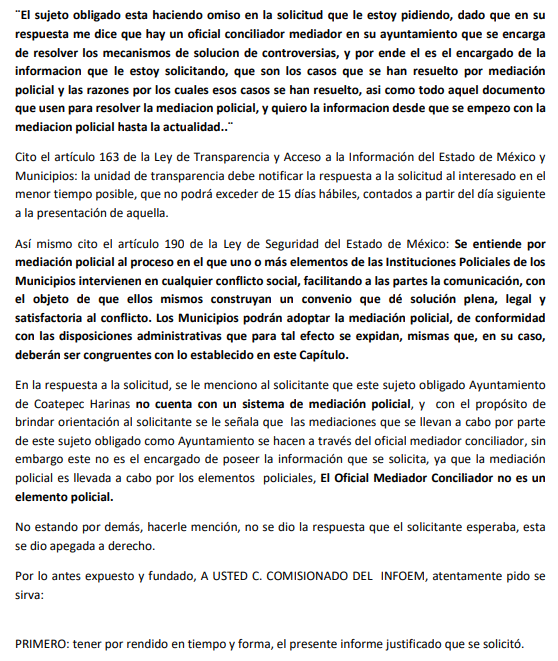 ¨El sujeto obligado esta haciendo omiso en la solicitud que le estoy pidiendo, dado que en su
respuesta me dice que hay un oficial conciliador mediador en su ayuntamiento que se encarga
de resolver los mecanismos de solucion de controversias, y por ende el es el encargado de la
informacion que le estoy solicitando, que son los casos que se han resuelto por mediación
policial y las razones por los cuales esos casos se han resuelto, asi como todo aquel documento
que usen para resolver la mediacion policial, y quiero la informacion desde que se empezo con la
mediacion policial hasta la actualidad..¨
Cito el artículo 163 de la Ley de Transparencia y Acceso a la Información del Estado de México y
Municipios: la unidad de transparencia debe notificar la respuesta a la solicitud al interesado en el
menor tiempo posible, que no podrá exceder de 15 días hábiles, contados a partir del día siguiente
a la presentación de aquella.
Así mismo cito el artículo 190 de la Ley de Seguridad del Estado de México: Se entiende por
mediación policial al proceso en el que uno o más elementos de las Instituciones Policiales de los
Municipios intervienen en cualquier conflicto social, facilitando a las partes la comunicación, con
el objeto de que ellos mismos construyan un convenio que dé solución plena, legal y
satisfactoria al conflicto. Los Municipios podrán adoptar la mediación policial, de conformidad
con las disposiciones administrativas que para tal efecto se expidan, mismas que, en su caso,
deberán ser congruentes con lo establecido en este Capítulo.
En la respuesta a la solicitud, se le menciono al solicitante que este sujeto obligado Ayuntamiento
de Coatepec Harinas no cuenta con un sistema de mediación policial, y con el propósito de
brindar orientación al solicitante se le señala que las mediaciones que se llevan a cabo por parte
de este sujeto obligado como Ayuntamiento se hacen a través del oficial mediador conciliador, sin
embargo este no es el encargado de poseer la información que se solicita, ya que la mediación
policial es llevada a cabo por los elementos policiales, El Oficial Mediador Conciliador no es un
elemento policial.
No estando por demás, hacerle mención, no se dio la respuesta que el solicitante esperaba, esta
se dio apegada a derecho.
Por lo antes expuesto y fundado, A USTED C. COMISIONADO DEL INFOEM, atentamente pido se
sirva:
PRIMERO: tener por rendido en tiempo y forma, el presente informe justificado que se solicitó.